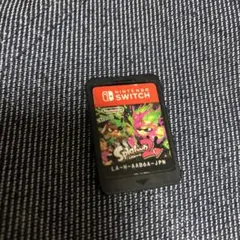 NINTENDO
SWITCH
Splatoon 2
LA-H-AAB6A-JPN